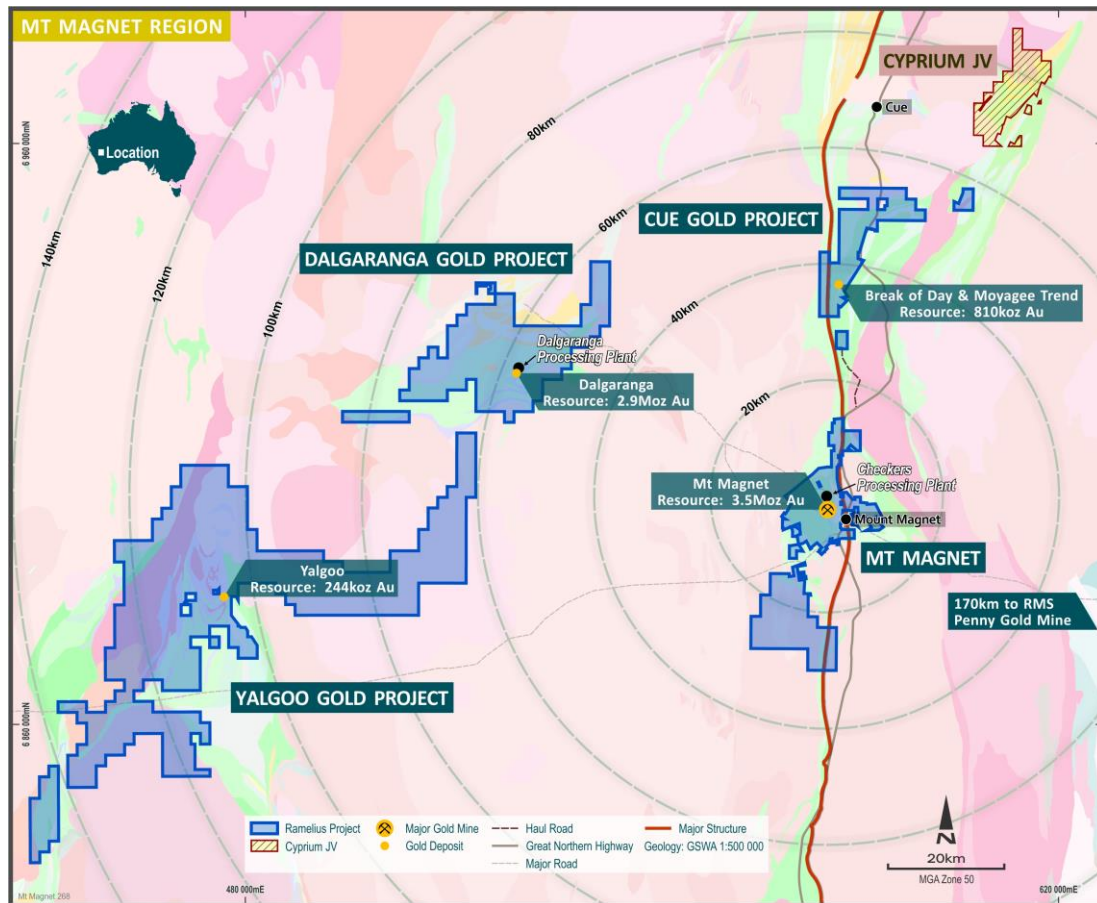 MT MAGNET REGION
CYPRIUM JV
Cue
6 960 000mN
Location
80km
140km
120km
100km
60km
40km
20km
CUE GOLD PROJECT
DALGARANGA GOLD PROJECT
Break of Day & Moyagee Trend
Resource: 810koz Au
Dalgaranga
Processing Plant
Dalgaranga
Resource: 2.9Moz Au
Checkers
Processing Plant
Mt Magnet
Resource: 3.5Moz Au
Mount Magnet
MT MAGNET
Yalgoo
Resource: 244koz Au
170km to RMS
Penny Gold Mine
YALGOO GOLD PROJECT
6 860 000mN
Ramelius Project
Major Gold Mine
Haul Road
Major Structure
Cyprium JV
Gold Deposit
Great Northern Highway
Geology: GSWA 1:500 000
Major Road
N
20km
MGA Zone 50
Mt Magnet 268
480 000mE
620 000mE